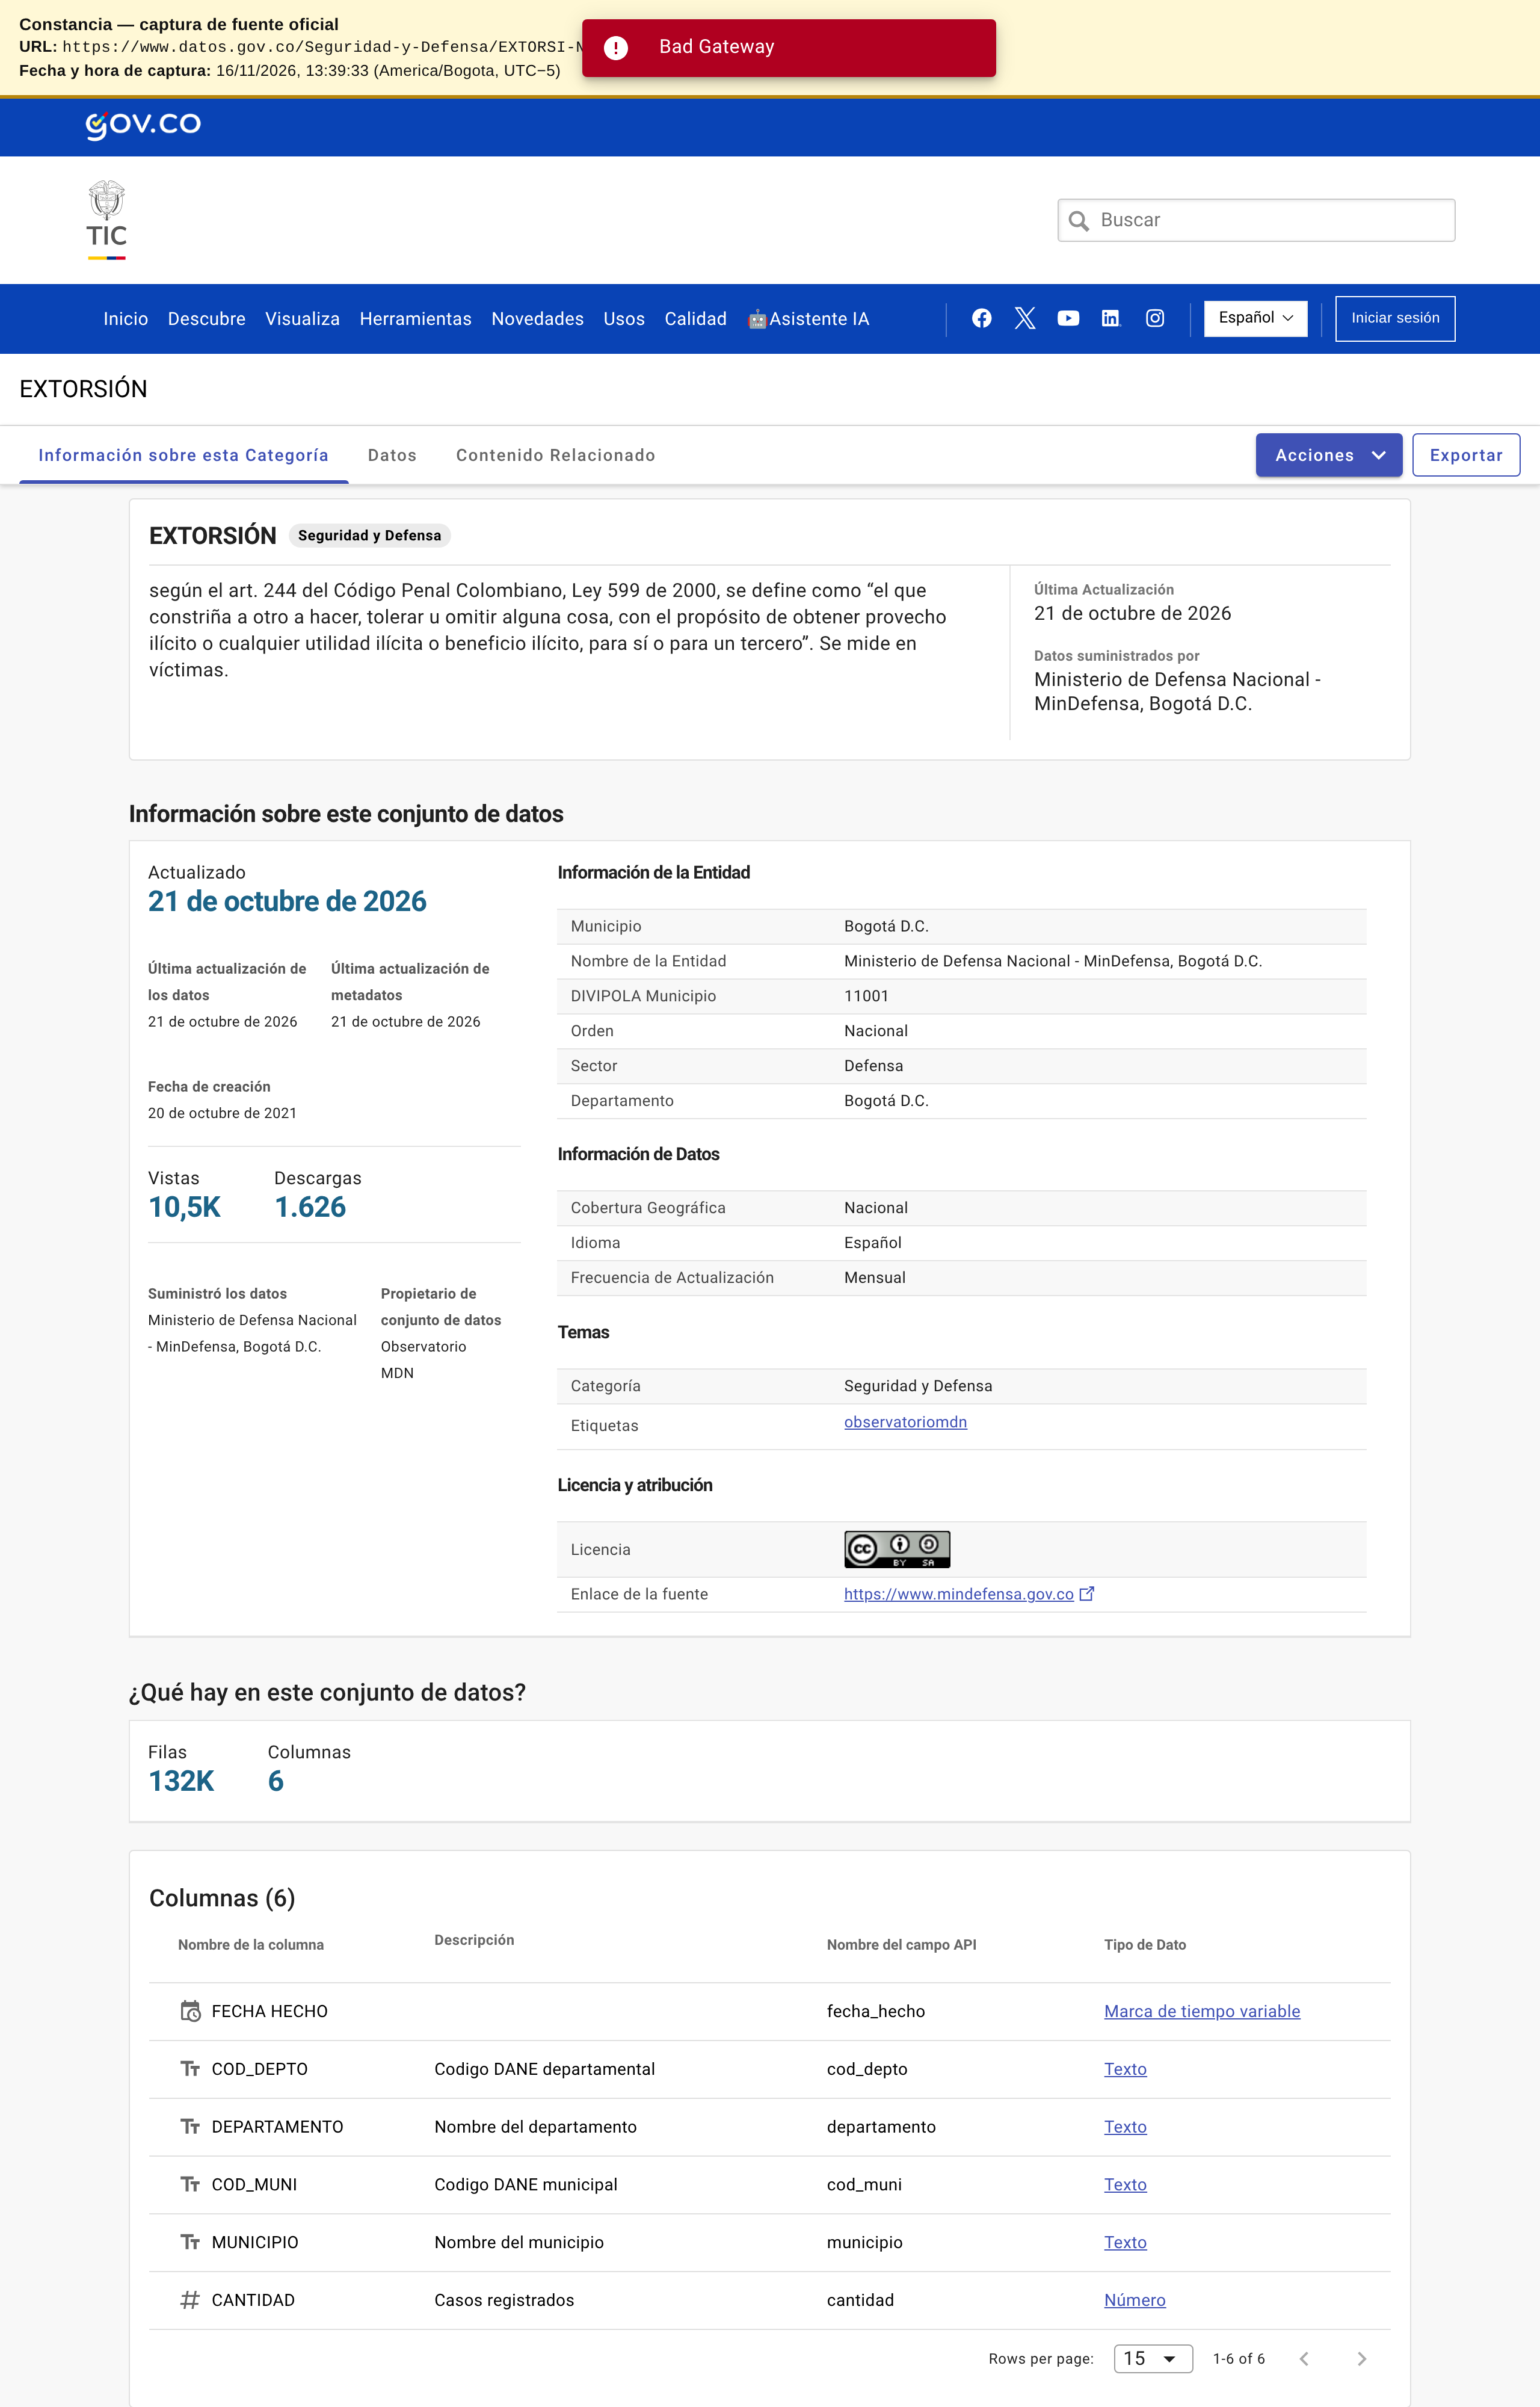 Constancia — captura de fuente oficial
URL: https://www.datos.gov.co/Seguridad-y-Defensa/EXTORSI-
Bad Gateway
Fecha y hora de captura: 16/11/2026, 13:39:33 (America/Bogota, UTC−5)
gov.co
TIC
Buscar
Inicio Descubre Visualiza Herramientas Novedades Usos Calidad 🤖Asistente IA Español Iniciar sesión
EXTORSIÓN
Información sobre esta Categoría Datos Contenido Relacionado Acciones Exportar
EXTORSIÓN Seguridad y Defensa
según el art. 244 del Código Penal Colombiano, Ley 599 de 2000, se define como “el que
constriña a otro a hacer, tolerar u omitir alguna cosa, con el propósito de obtener provecho
ilícito o cualquier utilidad ilícita o beneficio ilícito, para sí o para un tercero”. Se mide en
víctimas.
Última Actualización
21 de octubre de 2026
Datos suministrados por
Ministerio de Defensa Nacional -
MinDefensa, Bogotá D.C.
Información sobre este conjunto de datos
Actualizado
21 de octubre de 2026
Última actualización de
los datos
21 de octubre de 2026
Última actualización de
metadatos
21 de octubre de 2026
Fecha de creación
20 de octubre de 2021
Vistas
10,5K
Descargas
1.626
Suministró los datos
Ministerio de Defensa Nacional
- MinDefensa, Bogotá D.C.
Propietario de
conjunto de datos
Observatorio
MDN
Información de la Entidad
Municipio Bogotá D.C.
Nombre de la Entidad Ministerio de Defensa Nacional - MinDefensa, Bogotá D.C.
DIVIPOLA Municipio 11001
Orden Nacional
Sector Defensa
Departamento Bogotá D.C.
Información de Datos
Cobertura Geográfica Nacional
Idioma Español
Frecuencia de Actualización Mensual
Temas
Categoría Seguridad y Defensa
Etiquetas observatoriomdn
Licencia y atribución
Licencia CC BY SA
Enlace de la fuente https://www.mindefensa.gov.co
¿Qué hay en este conjunto de datos?
Filas
132K
Columnas
6
Columnas (6)
Nombre de la columna Descripción Nombre del campo API Tipo de Dato
FECHA HECHO fecha_hecho Marca de tiempo variable
COD_DEPTO Codigo DANE departamental cod_depto Texto
DEPARTAMENTO Nombre del departamento departamento Texto
COD_MUNI Codigo DANE municipal cod_muni Texto
MUNICIPIO Nombre del municipio municipio Texto
CANTIDAD Casos registrados cantidad Número
Rows per page: 15 1-6 of 6